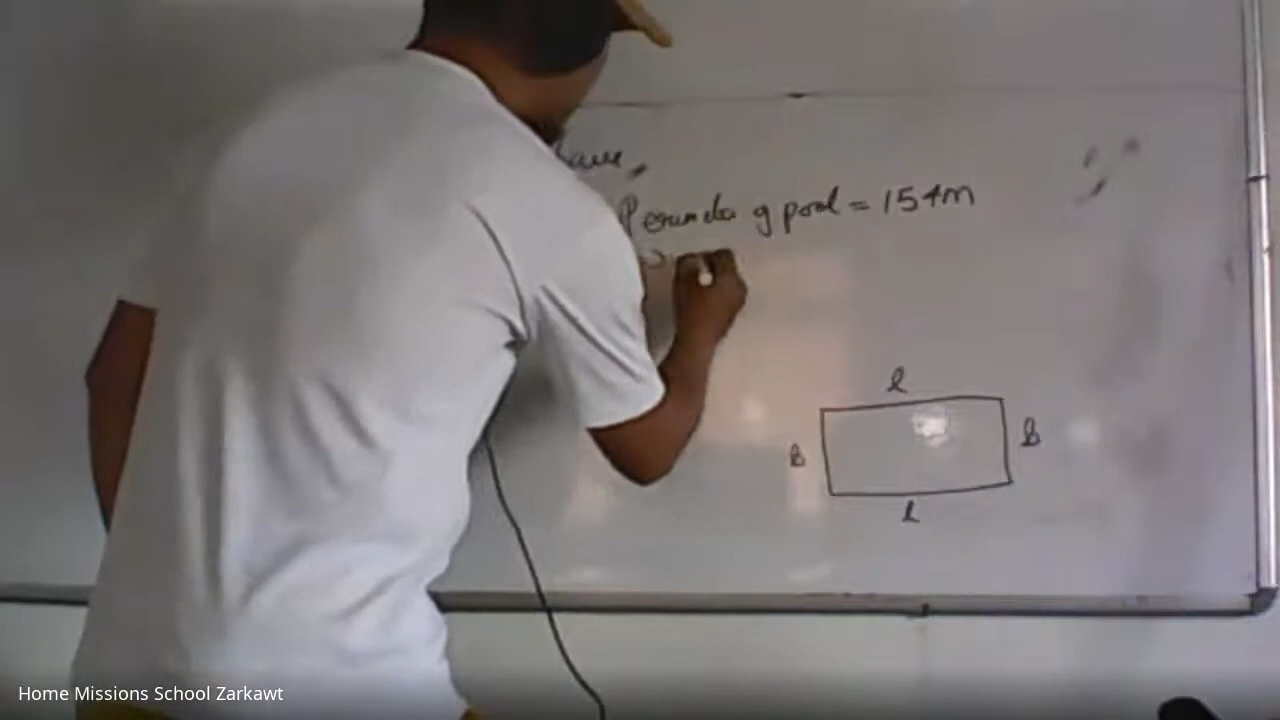 Perimeter of pool = 154m
l
b
b
l
Home Missions School Zarkawt